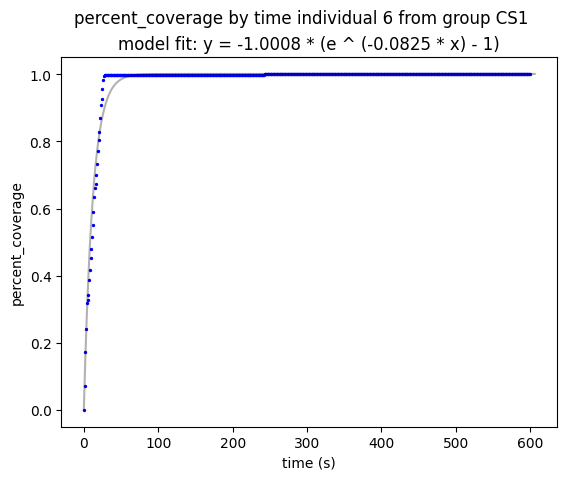 percent_coverage by time individual 6 from group CS1
model fit: y = -1.0008 * (e ^ (-0.0825 * x) - 1)
1.0
0.8
0.6
0.4
0.2
0.0
percent_coverage
0 100 200 300 400 500 600
time (s)